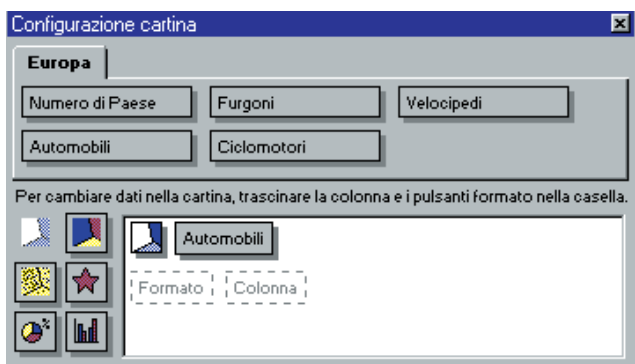 Configurazione cartina
Europa
Numero di Paese Furgoni Velocipedi
Automobili Ciclomotori
Per cambiare dati nella cartina, trascinare la colonna e i pulsanti formato nella casella.
Automobili
Formato Colonna